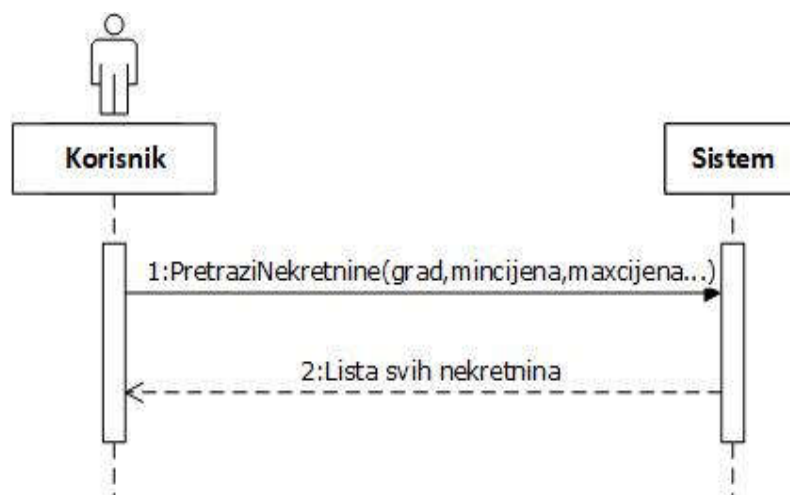 Korisnik
Sistem
1:PretraziNekretnine(grad,mincijena,maxcijena...)
2:Lista svih nekretnina